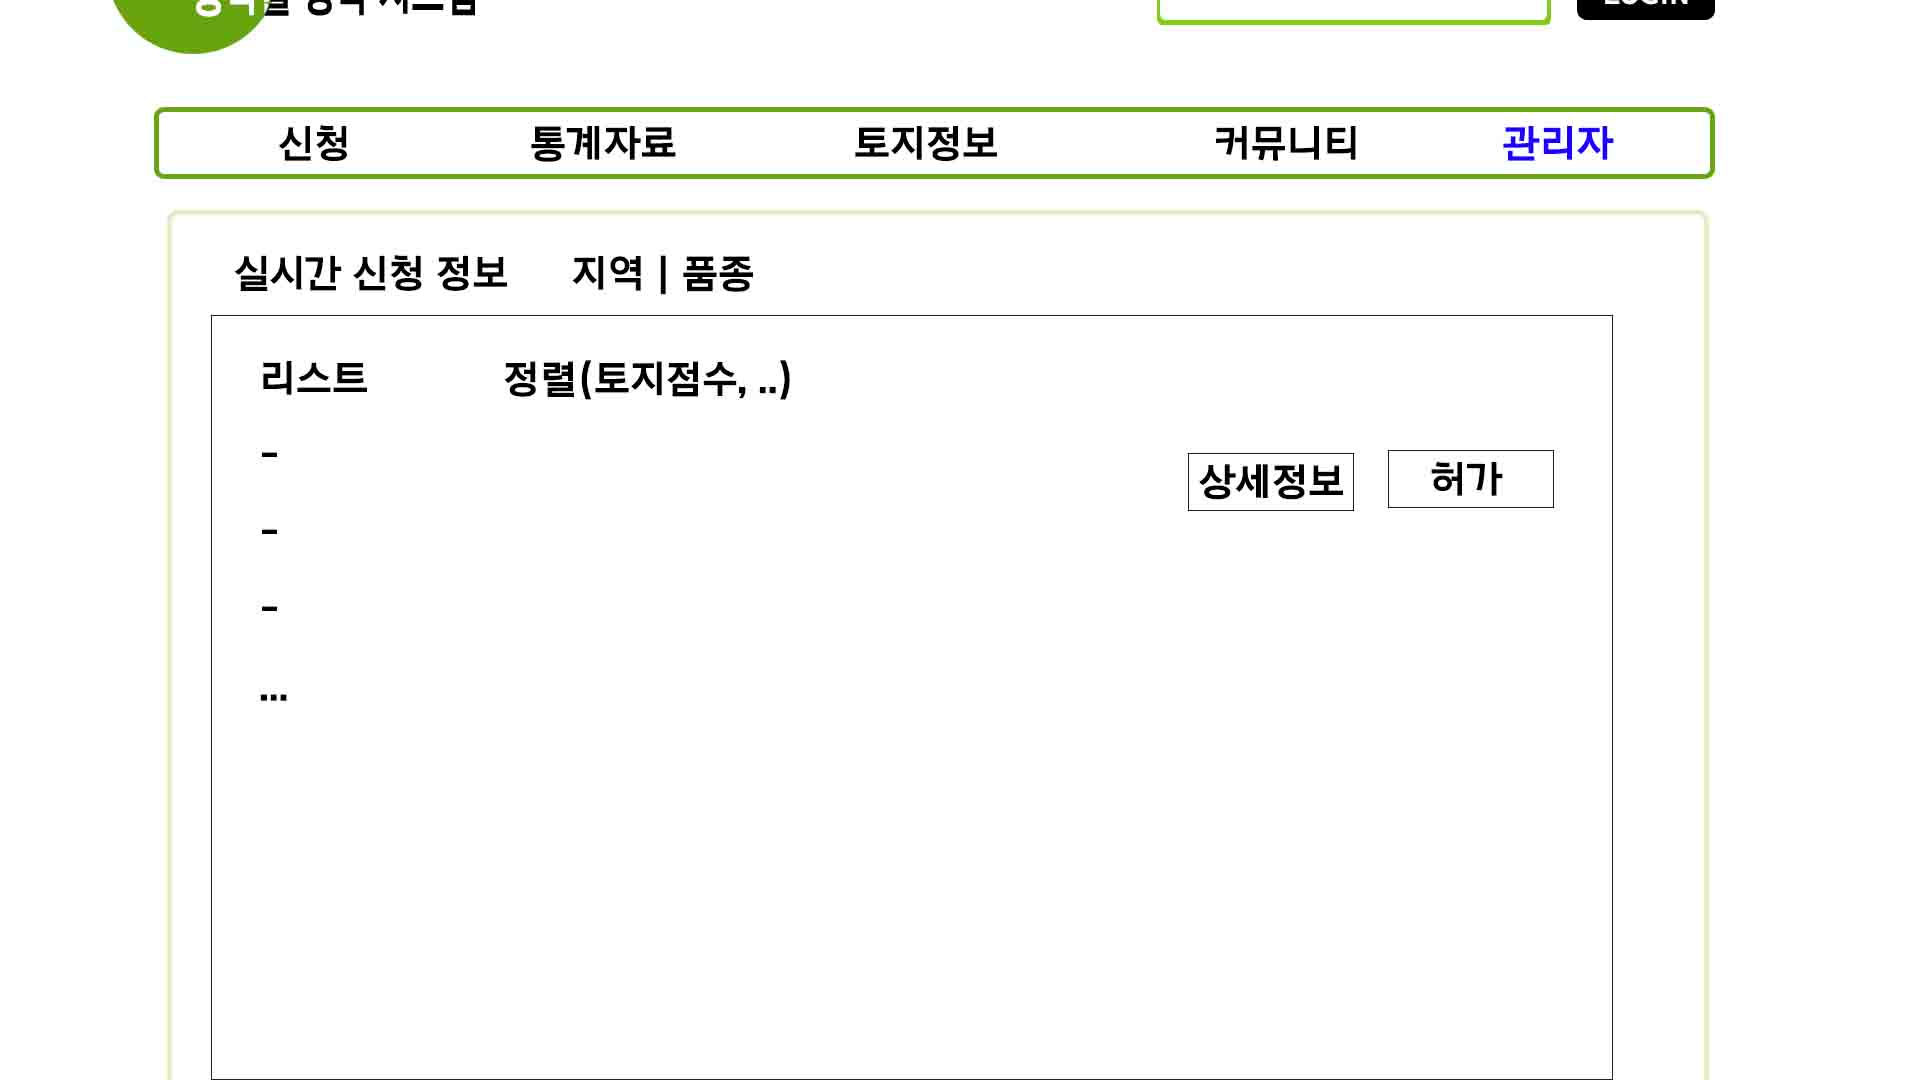 LOGIN
신청 통계자료 토지정보 커뮤니티 관리자
실시간 신청 정보 지역 | 품종
리스트 정렬(토지점수, ..)
-
상세정보 허가
-
-
...